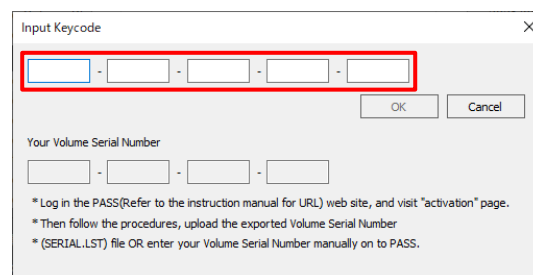 Input Keycode
- - - -
OK Cancel
Your Volume Serial Number
- - -
* Log in the PASS(Refer to the instruction manual for URL) web site, and visit "activation" page.
* Then follow the procedures, upload the exported Volume Serial Number
* (SERIAL.LST) file OR enter your Volume Serial Number manually on to PASS.